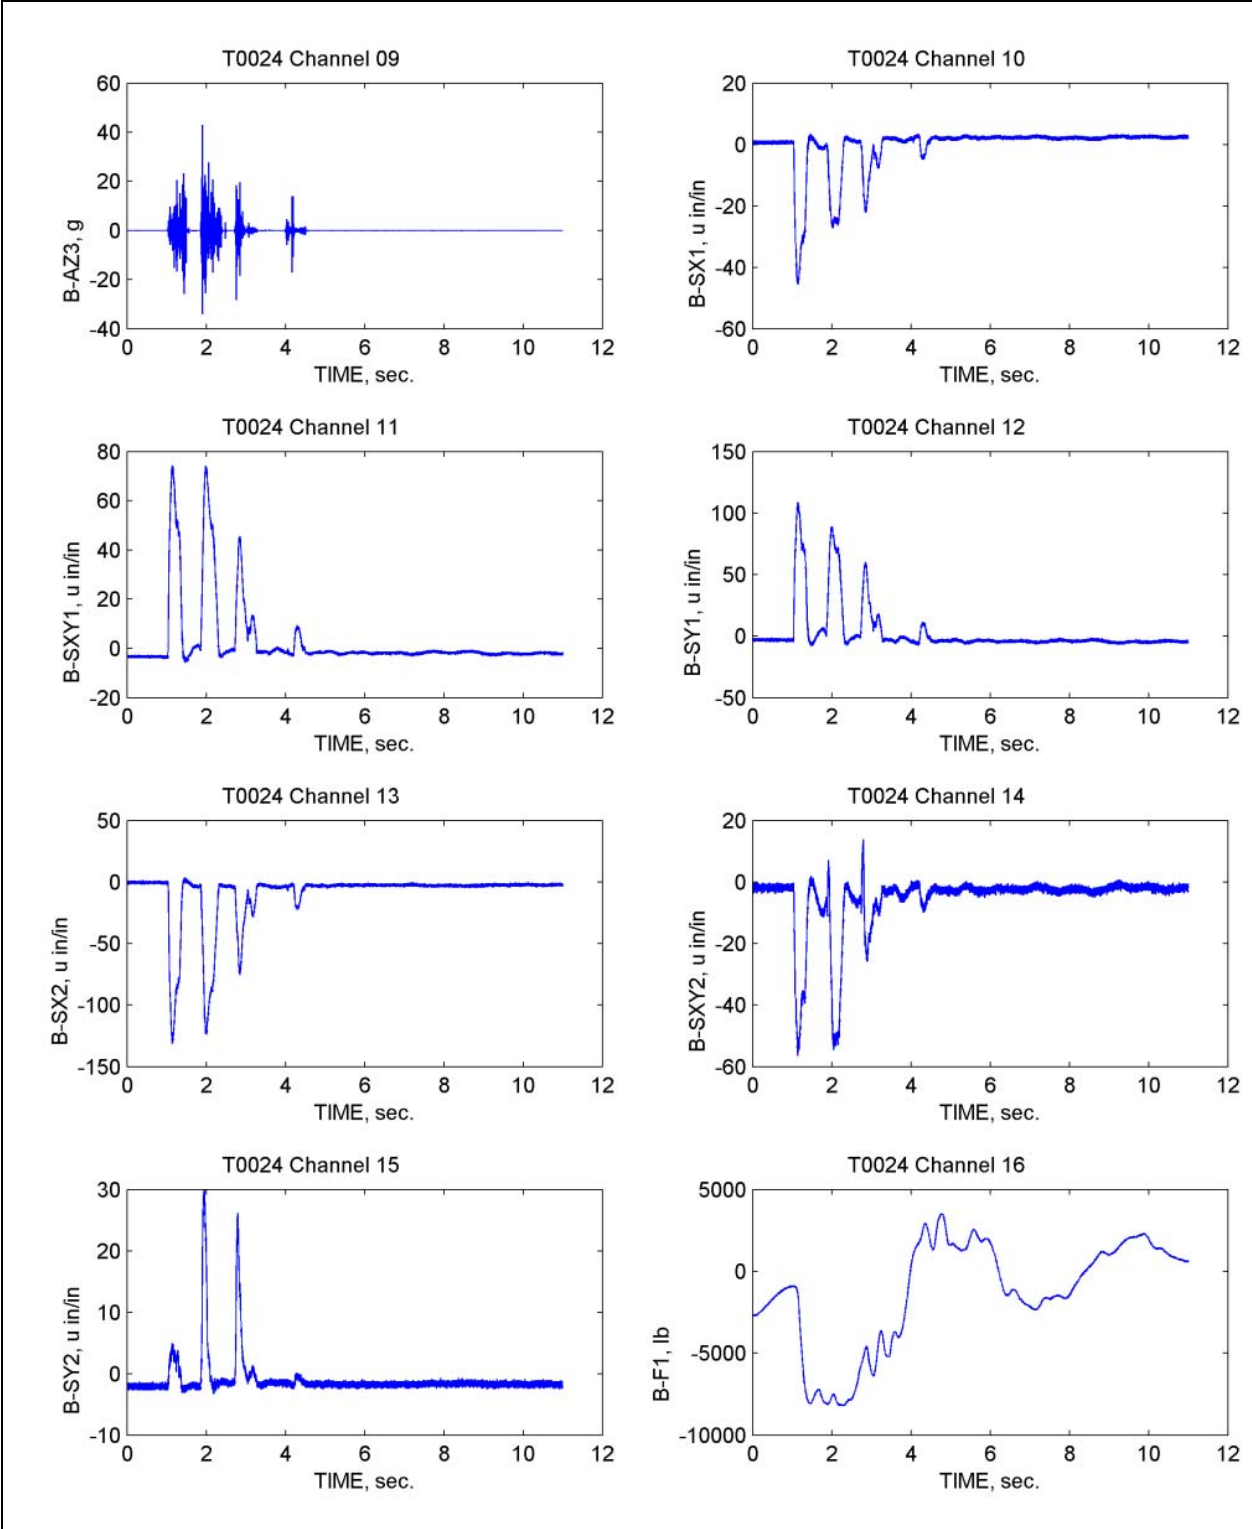 T0024 Channel 09
60
40
20
0
-20
-40
B-AZ3, g
0 2 4 6 8 10 12
TIME, sec.
T0024 Channel 10
20
0
-20
-40
-60
B-SX1, u in/in
0 2 4 6 8 10 12
TIME, sec.
T0024 Channel 11
80
60
40
20
0
-20
B-SXY1, u in/in
0 2 4 6 8 10 12
TIME, sec.
T0024 Channel 12
150
100
50
0
-50
B-SY1, u in/in
0 2 4 6 8 10 12
TIME, sec.
T0024 Channel 13
50
0
-50
-100
-150
B-SX2, u in/in
0 2 4 6 8 10 12
TIME, sec.
T0024 Channel 14
20
0
-20
-40
-60
B-SXY2, u in/in
0 2 4 6 8 10 12
TIME, sec.
T0024 Channel 15
30
20
10
0
-10
B-SY2, u in/in
0 2 4 6 8 10 12
TIME, sec.
T0024 Channel 16
5000
0
-5000
-10000
B-F1, lb
0 2 4 6 8 10 12
TIME, sec.